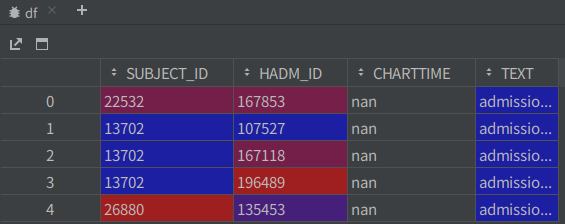 df
SUBJECT_ID HADM_ID CHARTTIME TEXT
0 22532 167853 nan admissio...
1 13702 107527 nan admissio...
2 13702 167118 nan admissio...
3 13702 196489 nan admissio...
4 26880 135453 nan admissio...